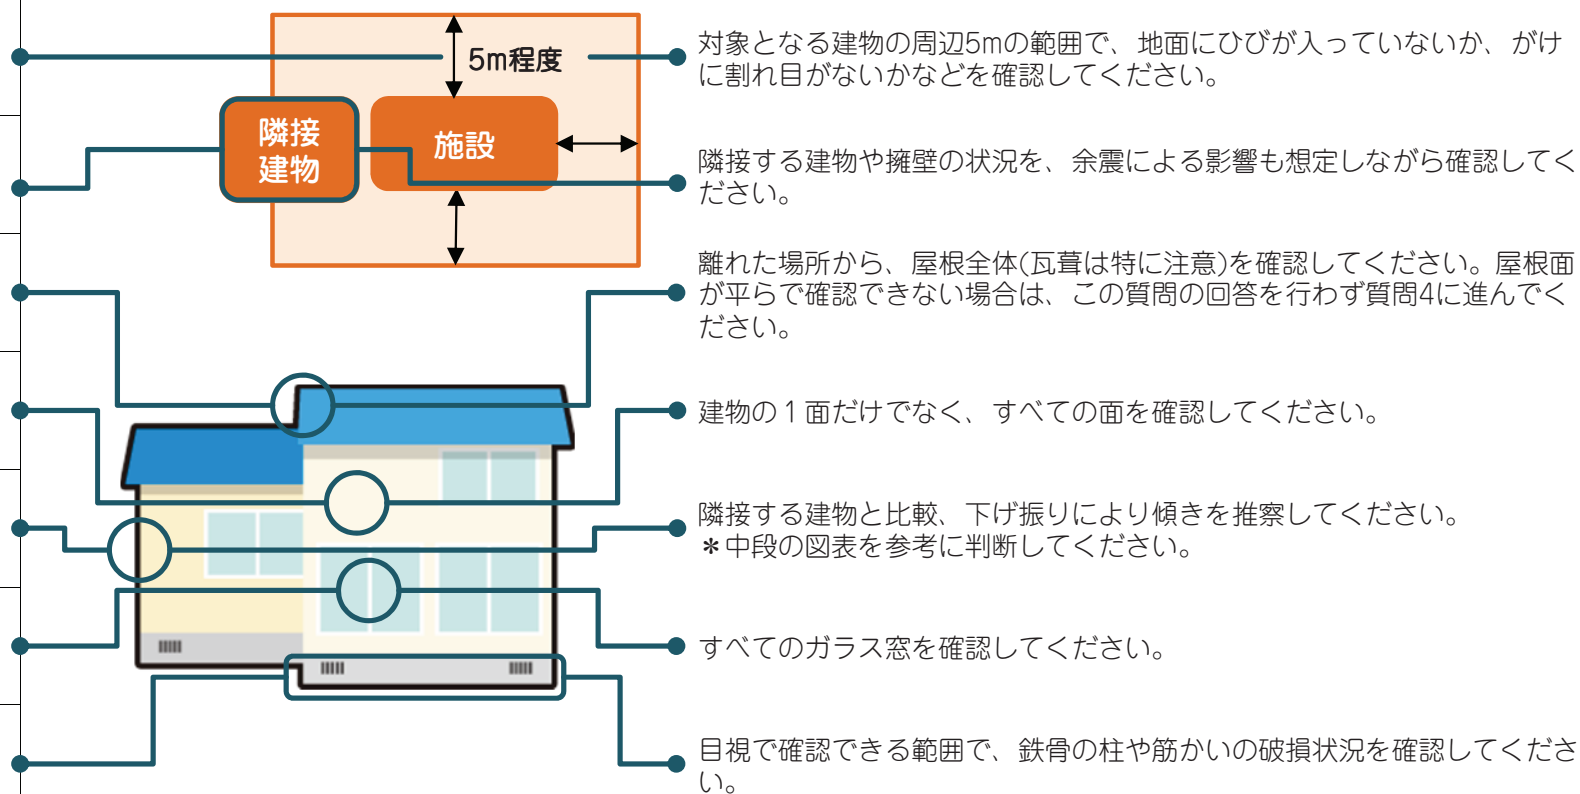 5m程度
対象となる建物の周辺5mの範囲で、地面にひびが入っていないか、がけ
に割れ目がないかなどを確認してください。
隣接
建物
施設
隣接する建物や擁壁の状況を、余震による影響も想定しながら確認してく
ださい。
離れた場所から、屋根全体(瓦葺は特に注意)を確認してください。屋根面
が平らで確認できない場合は、この質問の回答を行わず質問4に進んでく
ださい。
建物の1面だけでなく、すべての面を確認してください。
隣接する建物と比較、下げ振りにより傾きを推察してください。
＊中段の図表を参考に判断してください。
すべてのガラス窓を確認してください。
目視で確認できる範囲で、鉄骨の柱や筋かいの破損状況を確認してくださ
い。